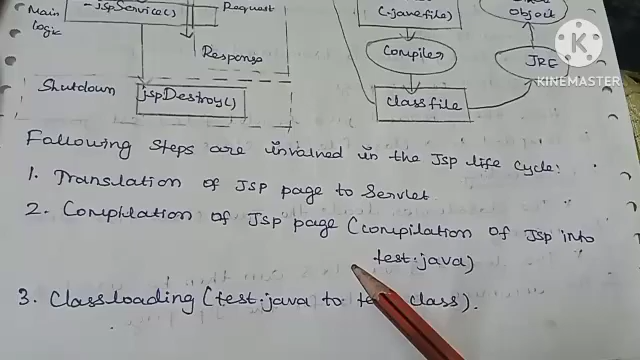 -jspService()
Request
(.java file)
object
Main
logic
Response
Compiler
JRE
KINEMASTER
Shutdown
jspDestroy()
classfile
Following steps are involved in the Jsp life cycle:
1. Translation of JSP page to Servlet.
2. Compilation of JSP page (compilation of JSP into
test.java)
3. Classloading (test.java to class).